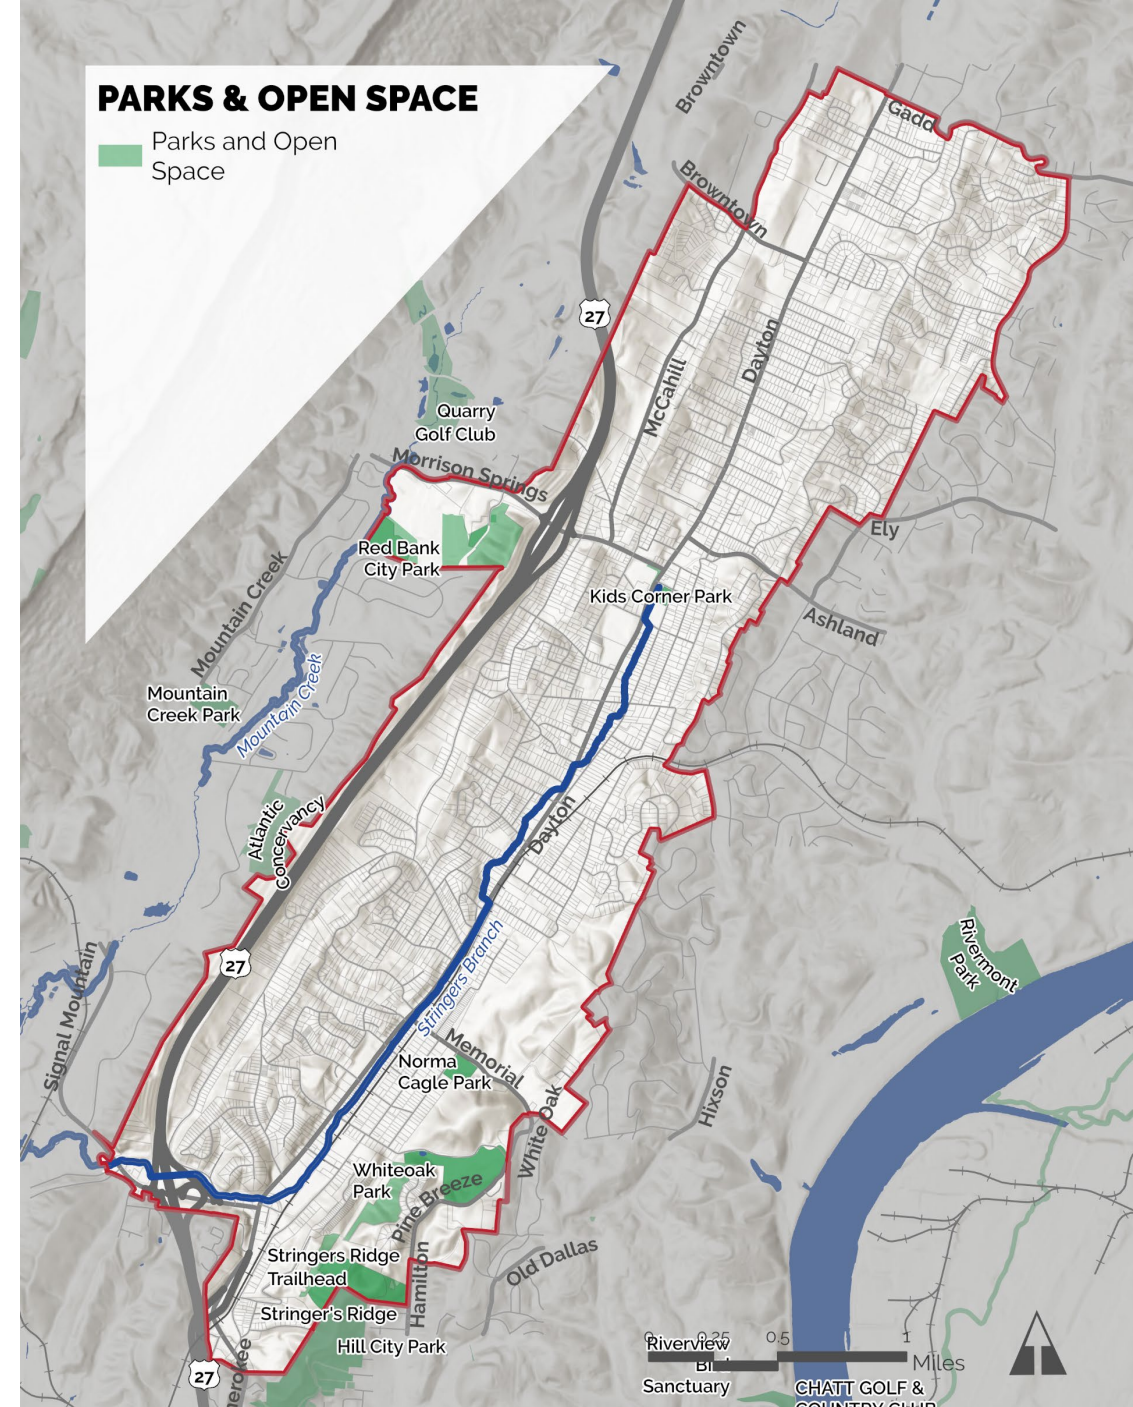 PARKS & OPEN SPACE
Parks and Open
Space
Browntown
Gadd
Browntown
27
Dayton
McCahill
Quarry
Golf Club
Morrison Springs
Ely
Red Bank
City Park
Kids Corner Park
Ashland
Mountain Creek
Mountain
Creek Park
Mountain Creek
Atlantic
Concervancy
Dayton
Rivermont
Park
27
Signal Mountain
Stringers Branch
Memorial
Norma
Cagle Park
Hixson
White Oak
Whiteoak
Park
Pine Breeze
Old Dallas
Stringers Ridge
Trailhead
Hamilton
Stringer's Ridge
Hill City Park
0 0.25 0.5 1
Miles
Riverview
Sanctuary
27
CHATT GOLF &
COUNTRY CLUB